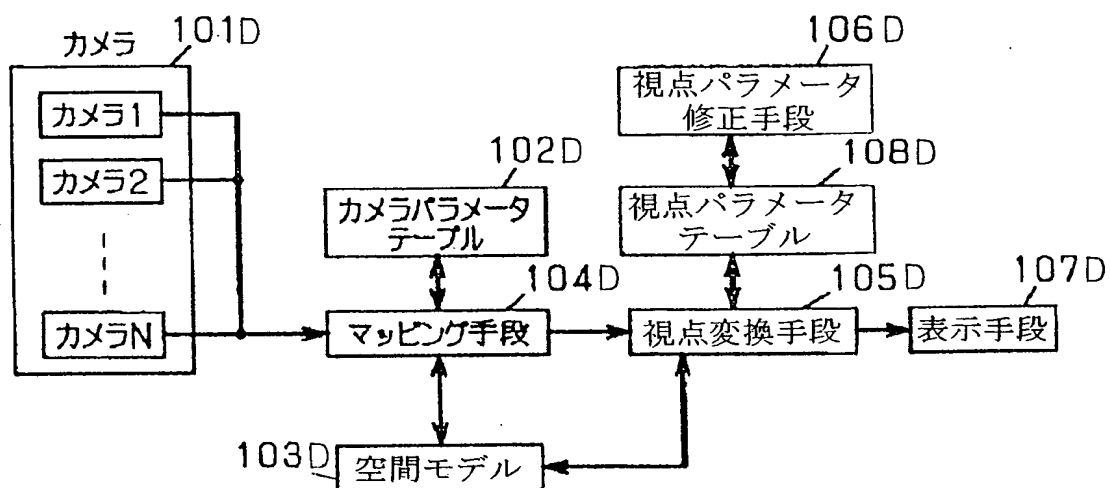 カメラ
101D
カメラ1
カメラ2
カメラN
102D
カメラパラメータ
テーブル
106D
視点パラメータ
修正手段
108D
視点パラメータ
テーブル
104D
マッピング手段
105D
視点変換手段
107D
表示手段
103D
空間モデル